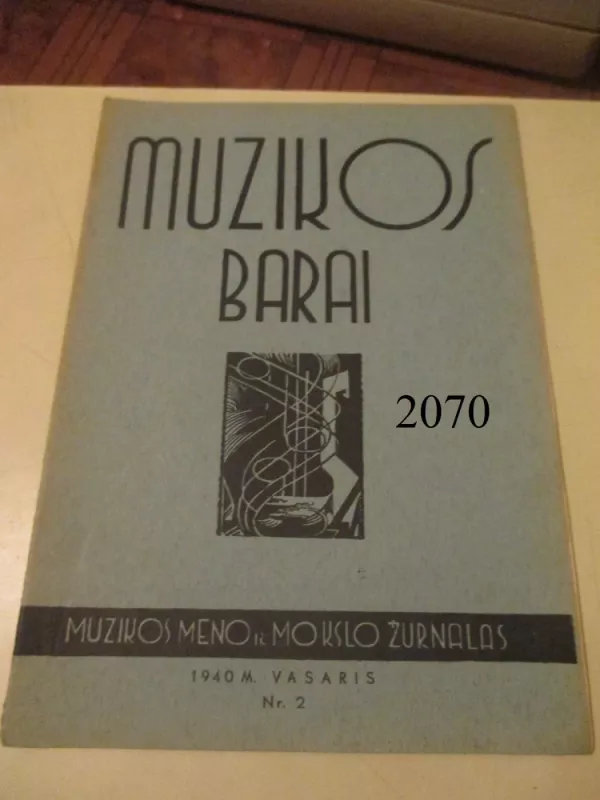 MUZIKOS
BARAI
2070
MUZIKOS MENO IR MOKSLO ŽURNALAS
1940 M. VASARIS
Nr. 2